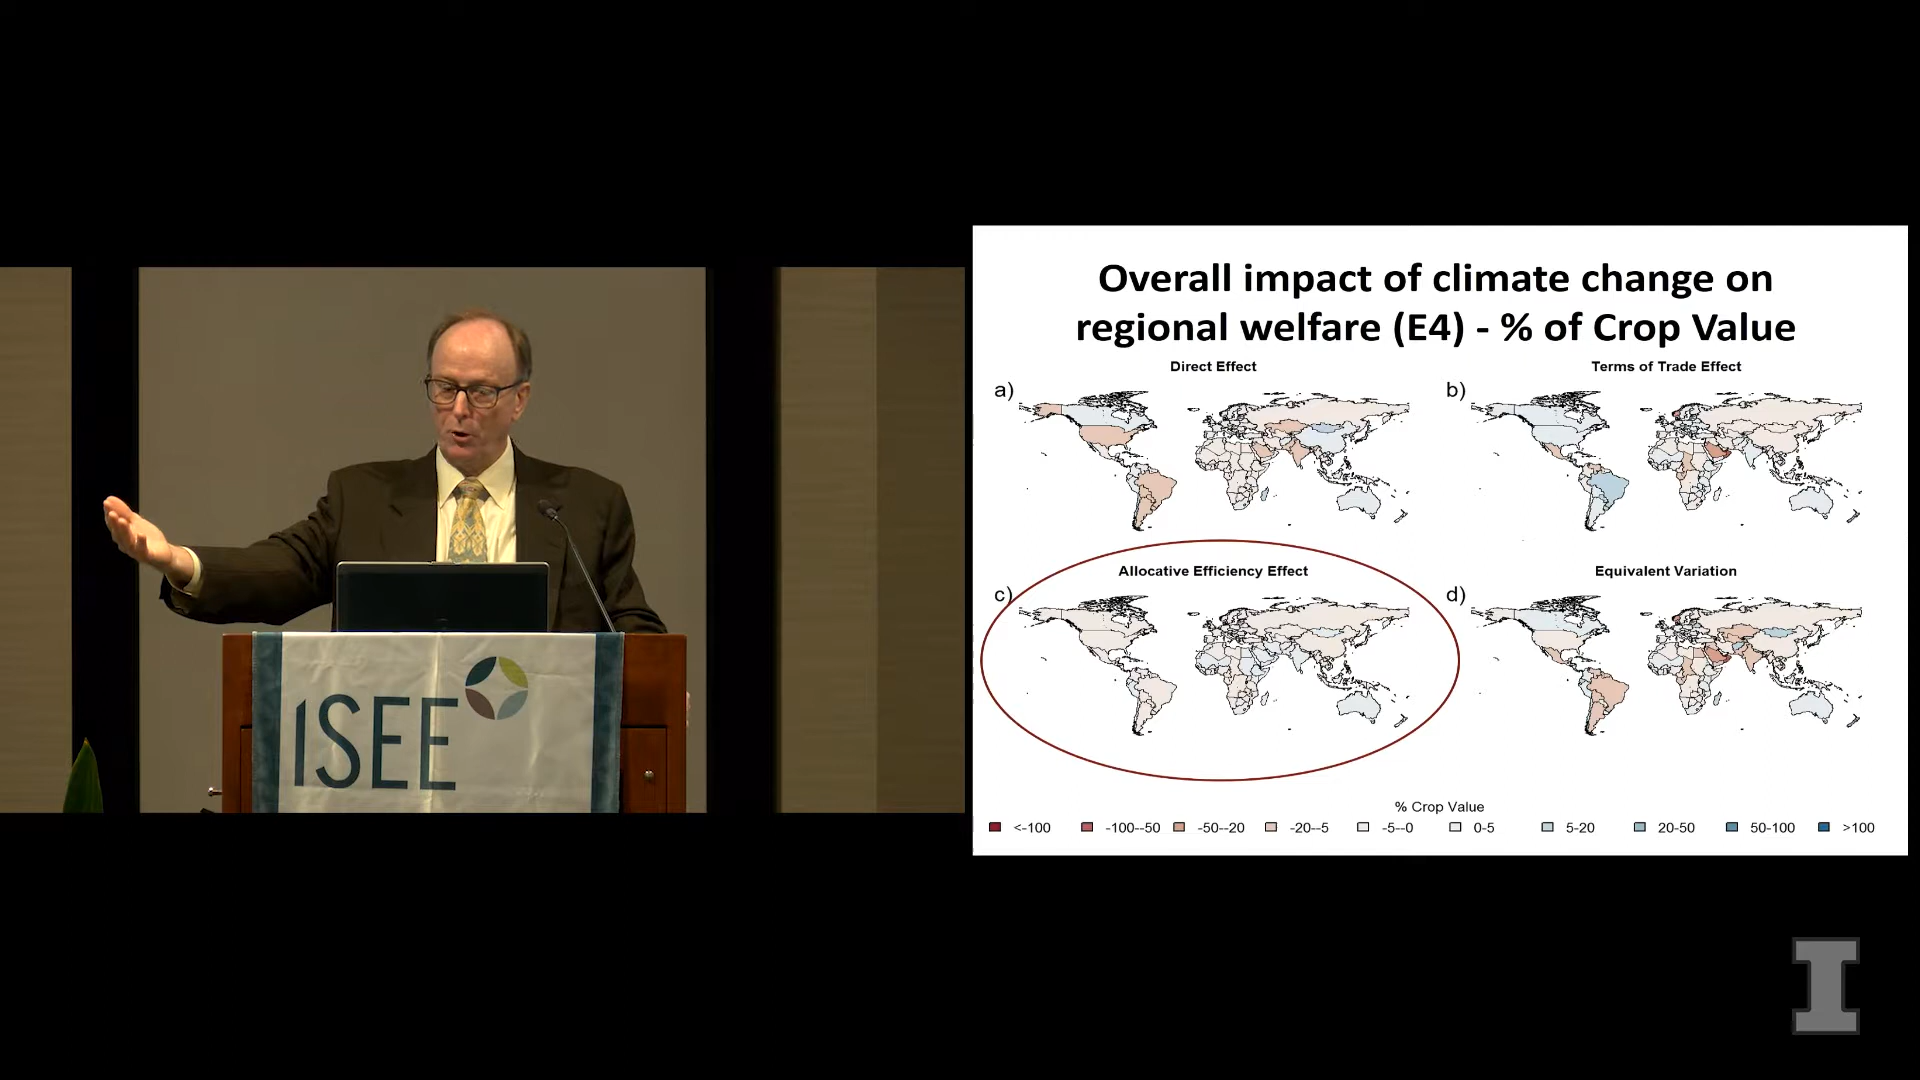 iSEE
Overall impact of climate change on
regional welfare (E4) - % of Crop Value
Direct Effect
Terms of Trade Effect
a)
b)
Allocative Efficiency Effect
Equivalent Variation
c)
d)
% Crop Value
<-100 -100--50 -50--20 -20--5 -5--0 0-5 5-20 20-50 50-100 >100
I